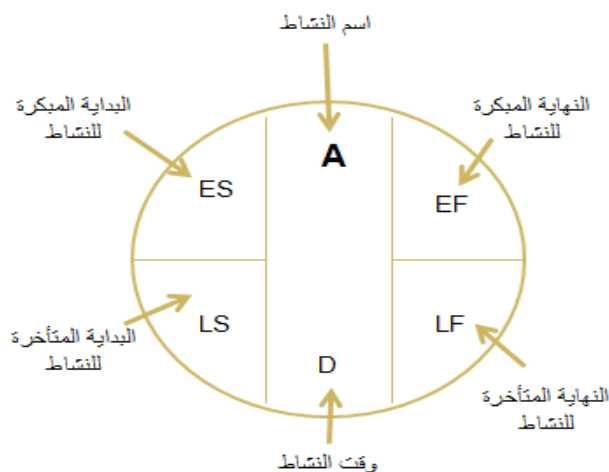 اسم النشاط
البداية المبكرة
للنشاط
النهاية المبكرة
للنشاط
A
ES
EF
LS
LF
D
البداية المتأخرة
للنشاط
النهاية المتأخرة
للنشاط
وقت النشاط